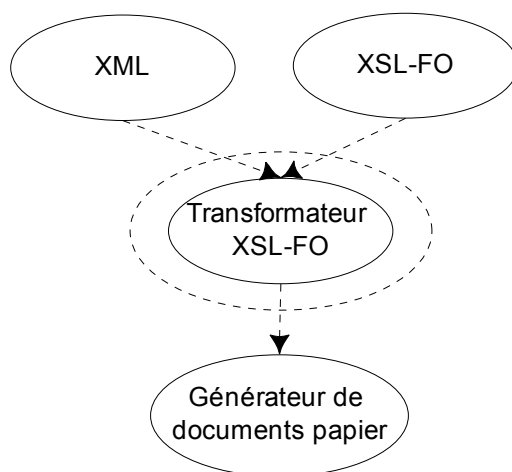 XML
XSL-FO
Transformateur
XSL-FO
Générateur de
documents papier